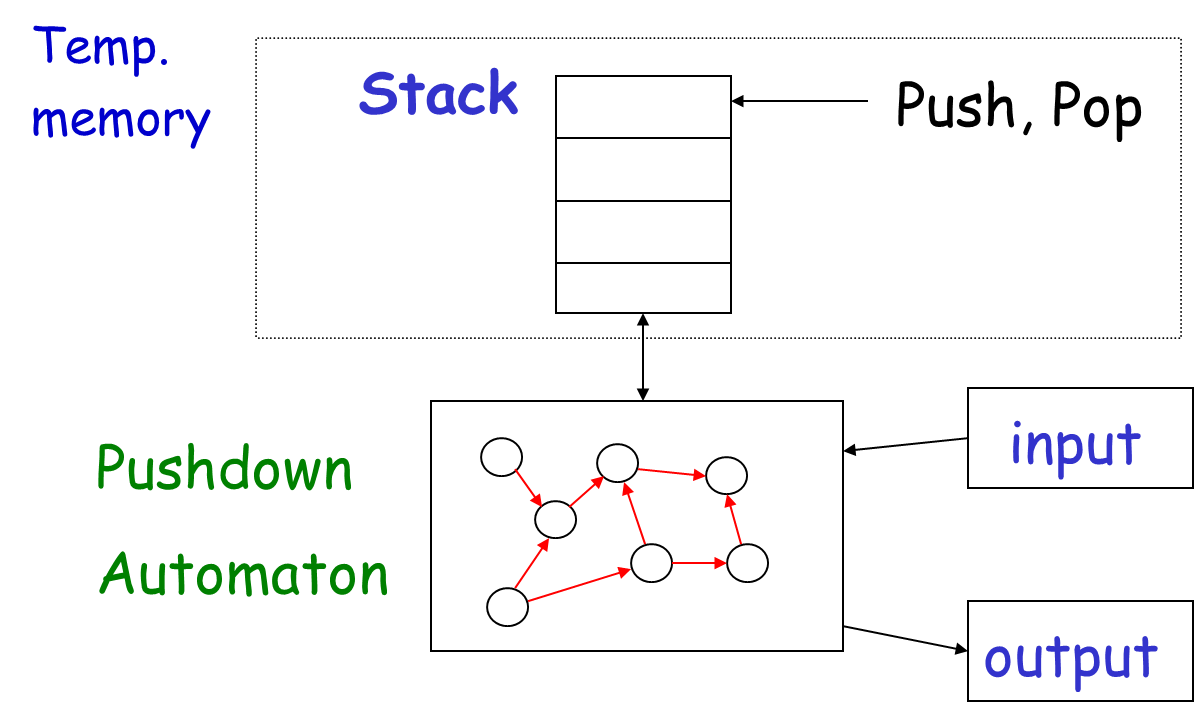 Temp.
memory
Stack
Push, Pop
Pushdown
Automaton
input
output